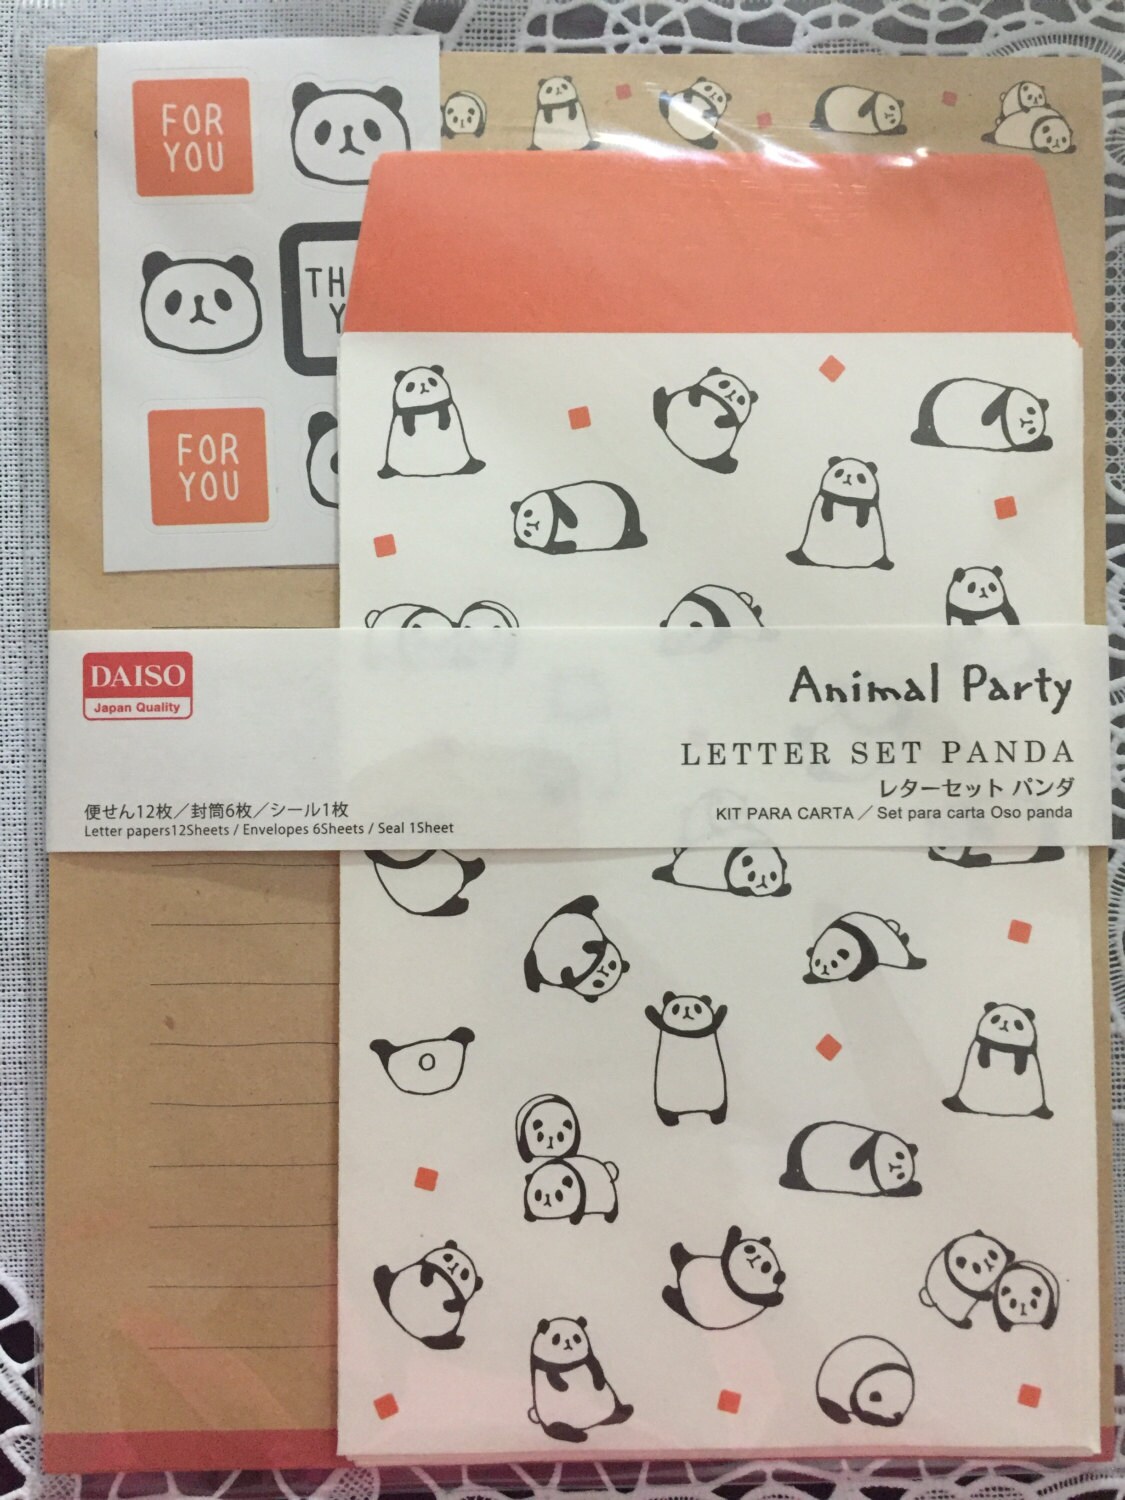 FOR
YOU
TH
Y
FOR
YOU
DAISO
Japan Quality
Animal Party
LETTER SET PANDA
レターセット パンダ
KIT PARA CARTA／Set para carta Oso panda
便せん12枚／封筒6枚／シール1枚
Letter papers12Sheets / Envelopes 6Sheets / Seal 1Sheet